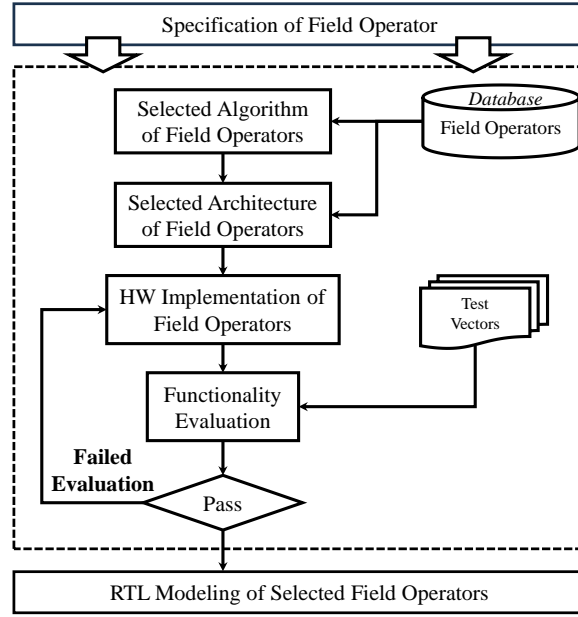 Specification of Field Operator
Database
Field Operators
Selected Algorithm
of Field Operators
Selected Architecture
of Field Operators
HW Implementation of
Field Operators
Test
Vectors
Functionality
Evaluation
Failed
Evaluation
Pass
RTL Modeling of Selected Field Operators